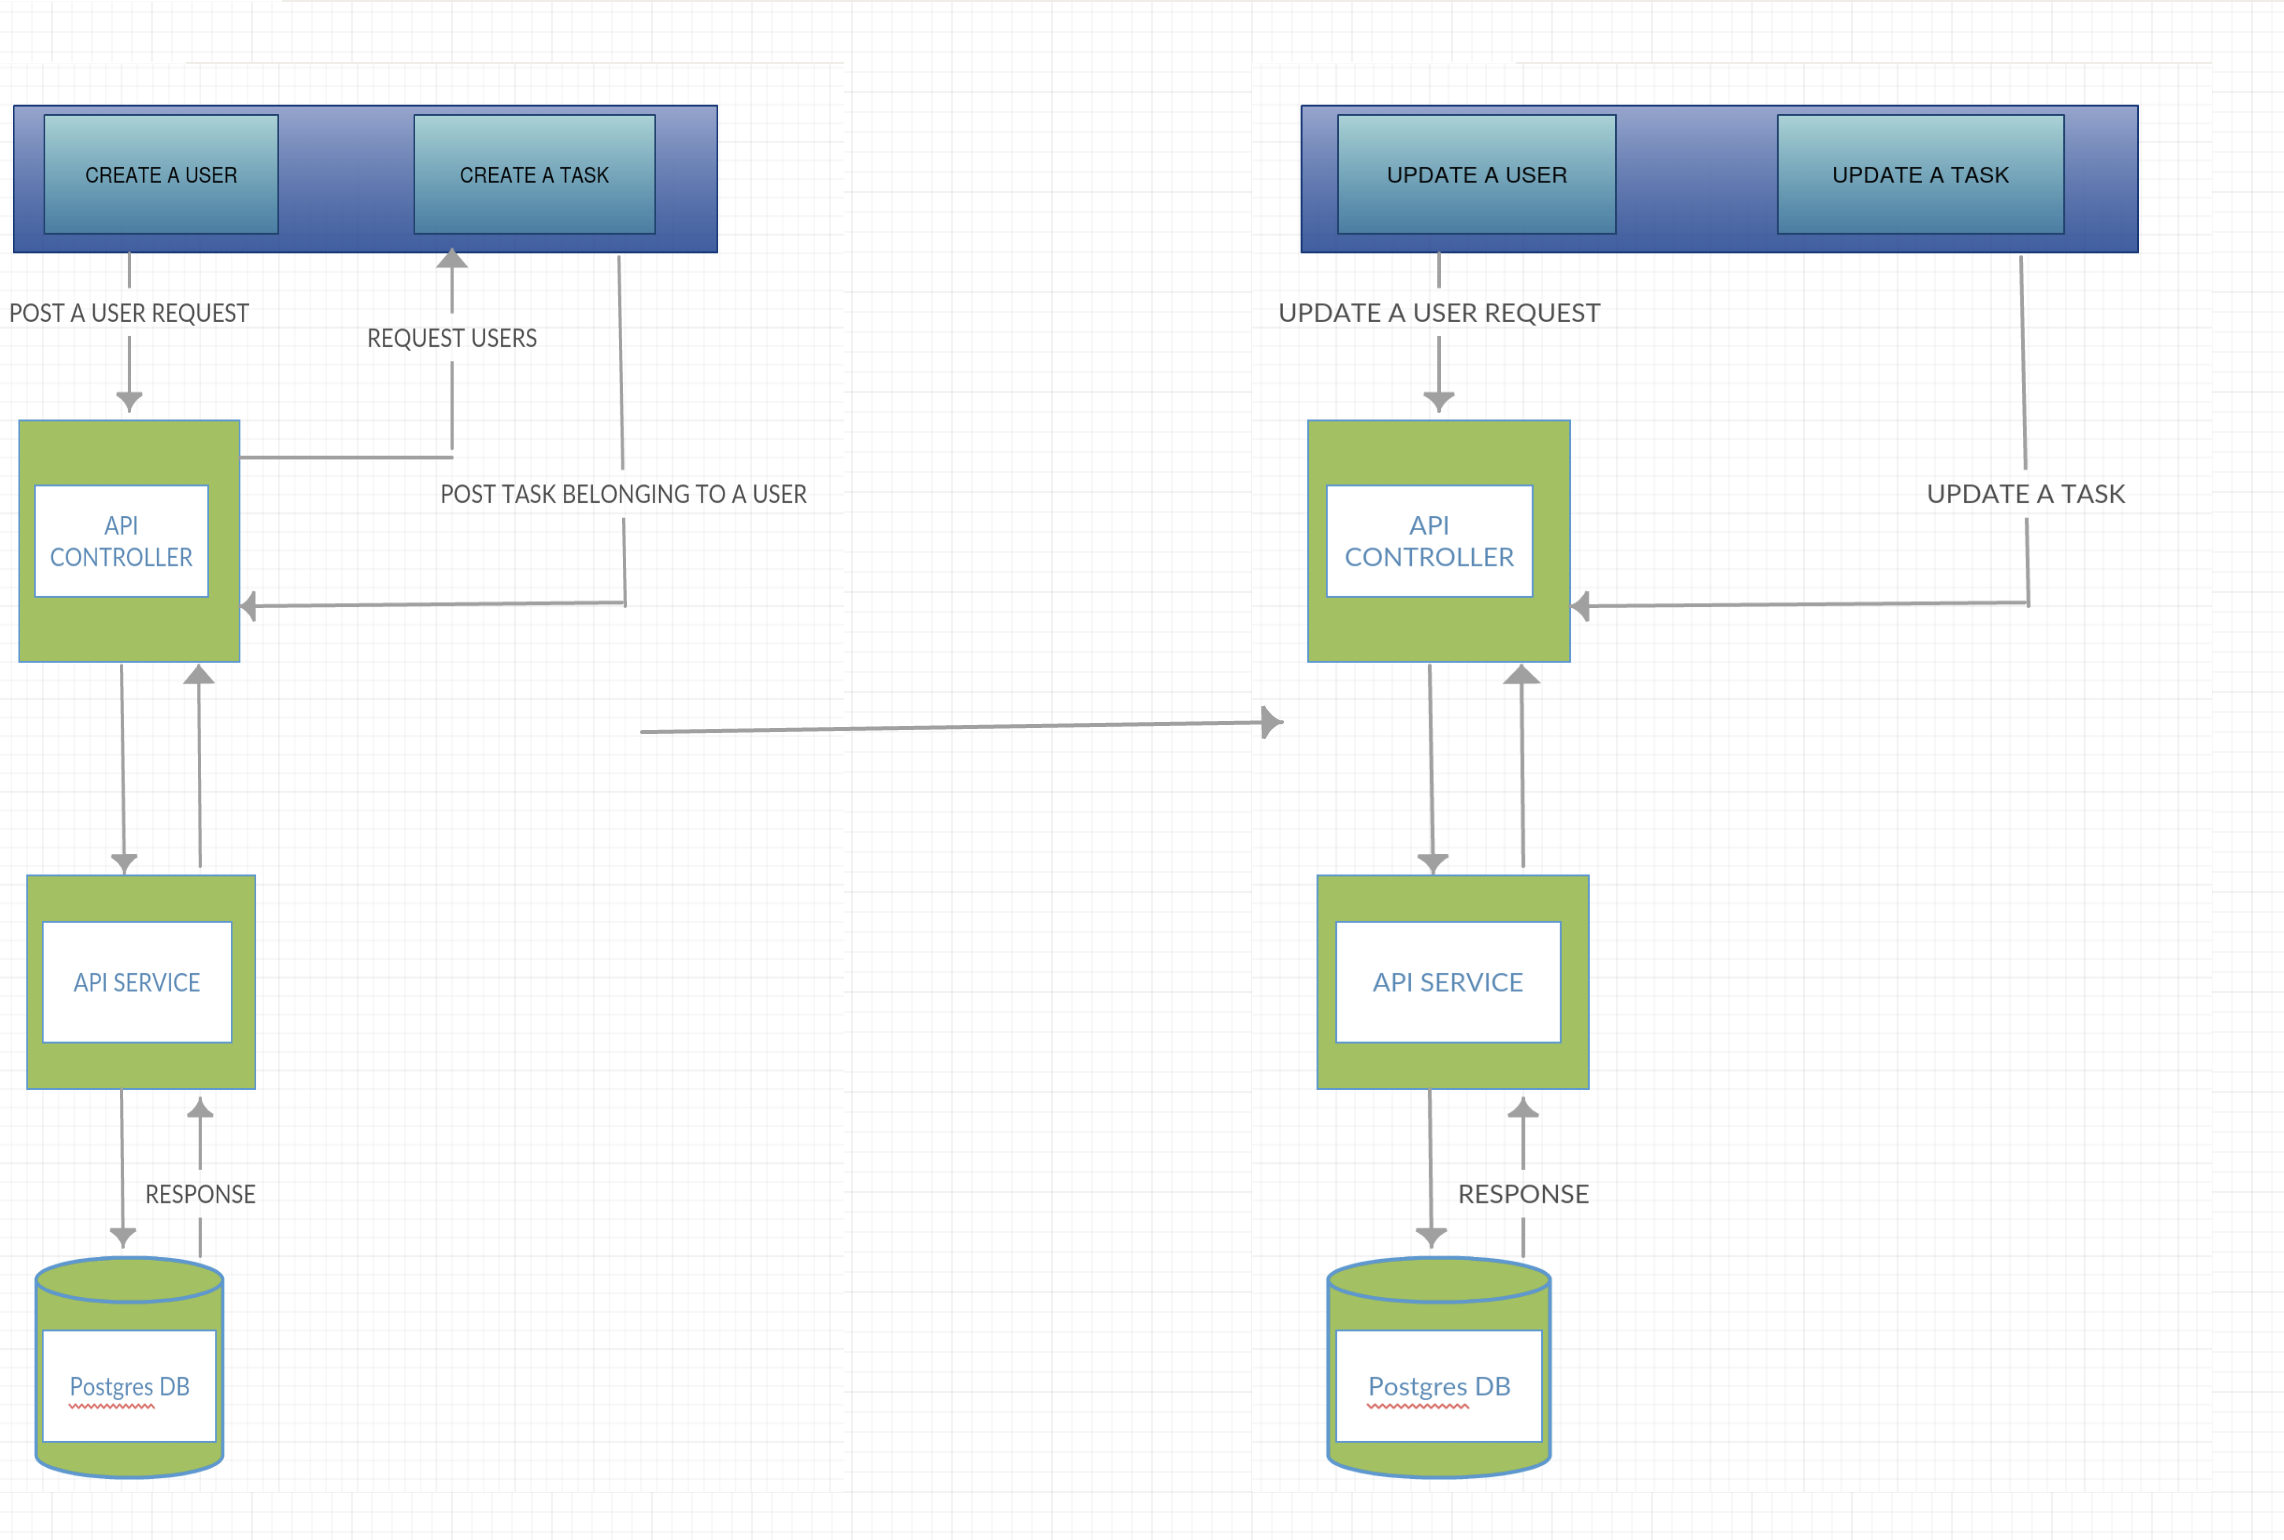 CREATE A USER
CREATE A TASK
POST A USER REQUEST
REQUEST USERS
POST TASK BELONGING TO A USER
API
CONTROLLER
API SERVICE
RESPONSE
Postgres DB
UPDATE A USER
UPDATE A TASK
UPDATE A USER REQUEST
UPDATE A TASK
API
CONTROLLER
API SERVICE
RESPONSE
Postgres DB